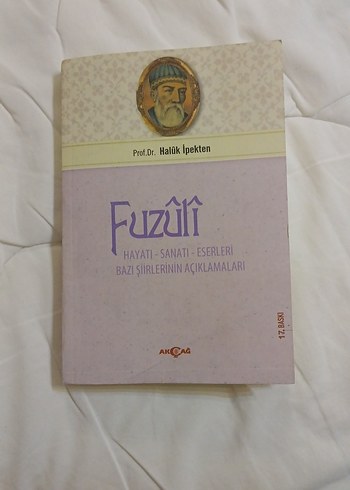 Prof.Dr. Halûk İpekten
Fuzûlî
HAYATI - SANATI - ESERLERİ
BAZI ŞİİRLERİNİN AÇIKLAMALARI
AKÇAĞ
17. BASKI